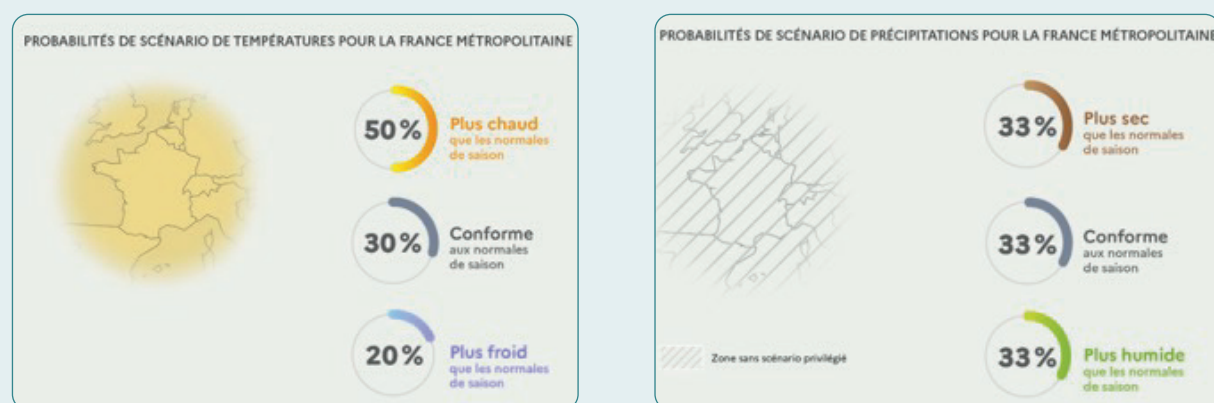 PROBABILITÉS DE SCÉNARIO DE TEMPÉRATURES POUR LA FRANCE MÉTROPOLITAINE
50%
Plus chaud
que les normales
de saison
30%
Conforme
aux normales
de saison
20%
Plus froid
que les normales
de saison
PROBABILITÉS DE SCÉNARIO DE PRÉCIPITATIONS POUR LA FRANCE MÉTROPOLITAINE
33%
Plus sec
que les normales
de saison
33%
Conforme
aux normales
de saison
Zone sans scénario privilégié
33%
Plus humide
que les normales
de saison